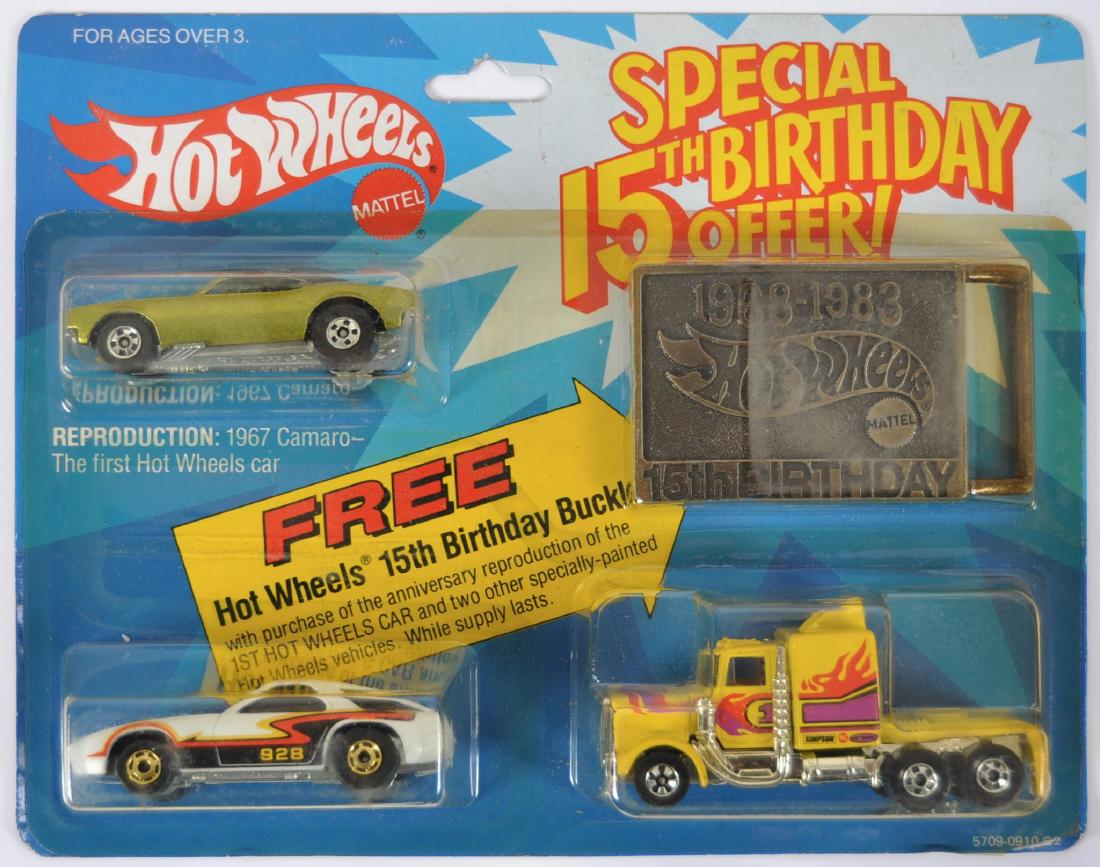 FOR AGES OVER 3.
HOT WHEELS®
MATTEL
®
SPECIAL
15TH BIRTHDAY
OFFER!
1968-1983
HOT WHEELS
MATTEL
15th BIRTHDAY
REPRODUCTION: 1967 Camaro
REPRODUCTION: 1967 Camaro–
The first Hot Wheels car
FREE
Hot Wheels® 15th Birthday Buckle
with purchase of the anniversary reproduction of the
1ST HOT WHEELS CAR and two other specially-painted
Hot Wheels vehicles. While supply lasts.
928
1
SIMPSON
5709-0910 G2